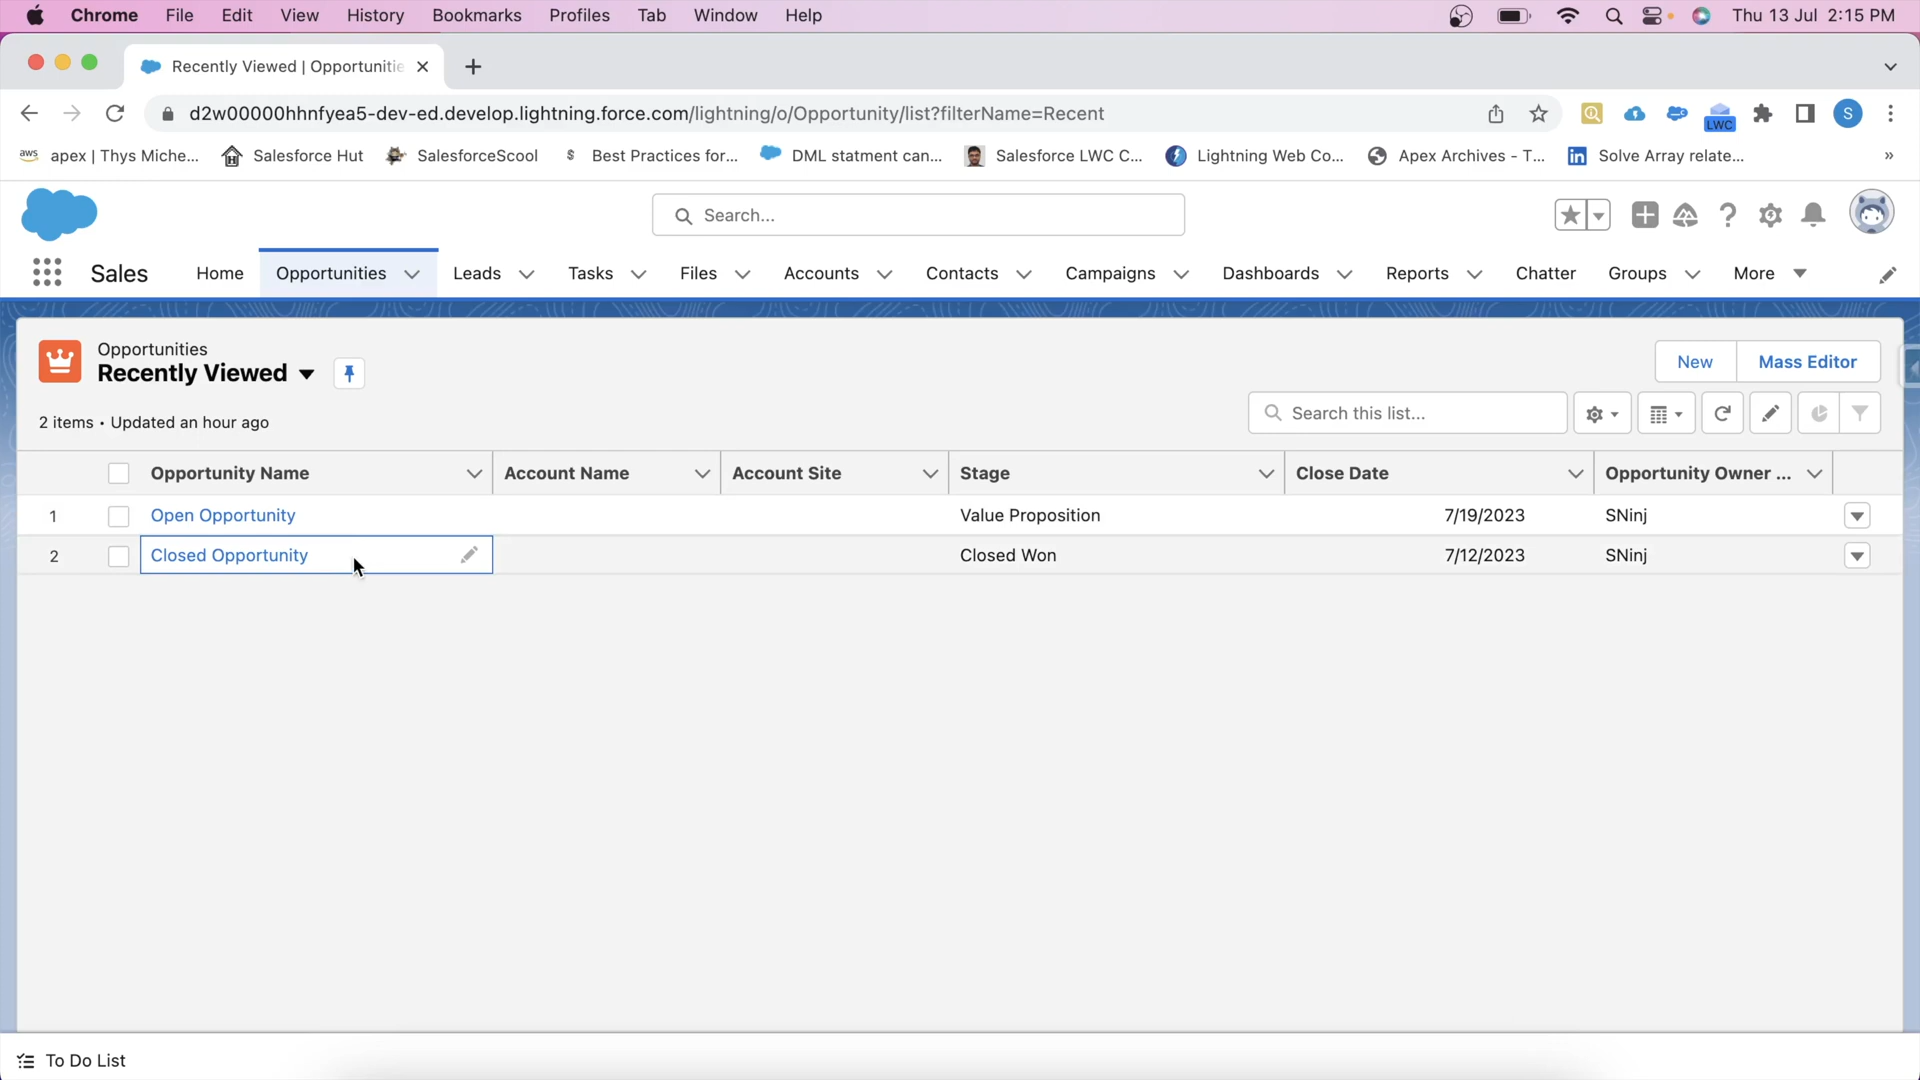 Chrome File Edit View History Bookmarks Profiles Tab Window Help Thu 13 Jul 2:15 PM
Recently Viewed | Opportunitie
d2w00000hhnfyea5-dev-ed.develop.lightning.force.com/lightning/o/Opportunity/list?filterName=Recent LWC S
aws apex | Thys Miche... Salesforce Hut SalesforceScool $ Best Practices for... DML statment can... Salesforce LWC C... Lightning Web Co... Apex Archives - T... in Solve Array relate... »
Search...
Sales Home Opportunities Leads Tasks Files Accounts Contacts Campaigns Dashboards Reports Chatter Groups More
Opportunities
Recently Viewed
New Mass Editor
2 items • Updated an hour ago
Search this list...
Opportunity Name Account Name Account Site Stage Close Date Opportunity Owner ...
1 Open Opportunity Value Proposition 7/19/2023 SNinj
2 Closed Opportunity Closed Won 7/12/2023 SNinj
To Do List